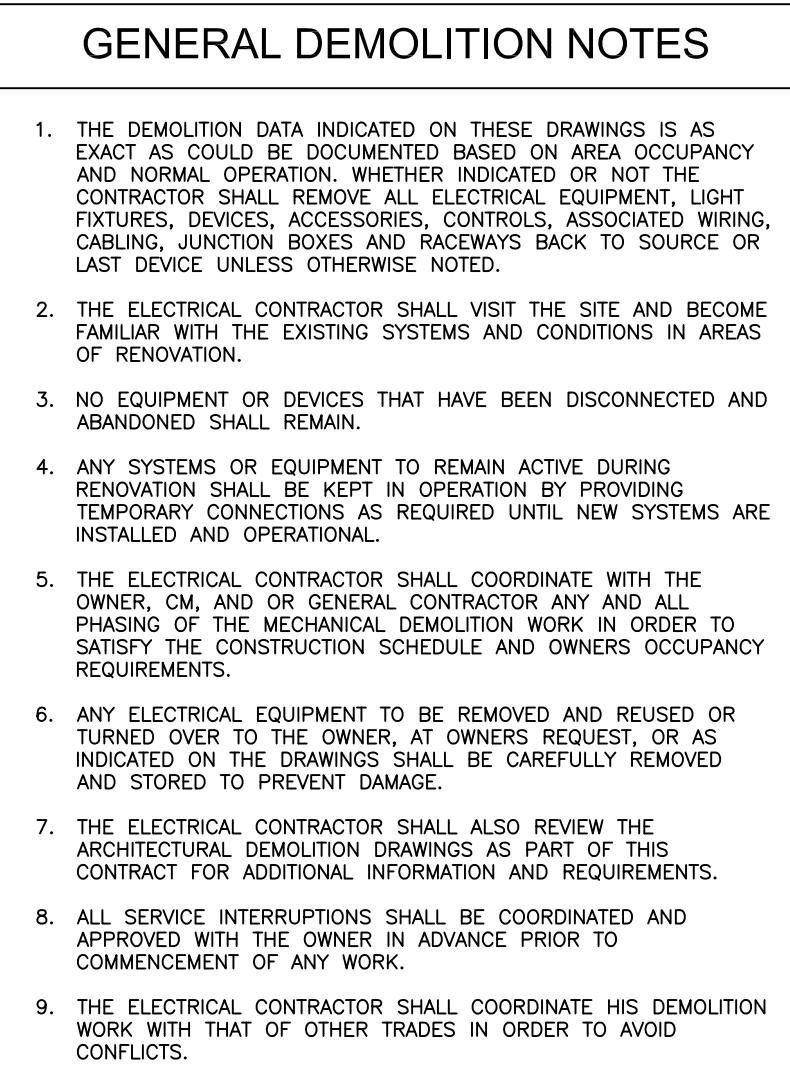 GENERAL DEMOLITION NOTES
1. THE DEMOLITION DATA INDICATED ON THESE DRAWINGS IS AS
EXACT AS COULD BE DOCUMENTED BASED ON AREA OCCUPANCY
AND NORMAL OPERATION. WHETHER INDICATED OR NOT THE
CONTRACTOR SHALL REMOVE ALL ELECTRICAL EQUIPMENT, LIGHT
FIXTURES, DEVICES, ACCESSORIES, CONTROLS, ASSOCIATED WIRING,
CABLING, JUNCTION BOXES AND RACEWAYS BACK TO SOURCE OR
LAST DEVICE UNLESS OTHERWISE NOTED.
2. THE ELECTRICAL CONTRACTOR SHALL VISIT THE SITE AND BECOME
FAMILIAR WITH THE EXISTING SYSTEMS AND CONDITIONS IN AREAS
OF RENOVATION.
3. NO EQUIPMENT OR DEVICES THAT HAVE BEEN DISCONNECTED AND
ABANDONED SHALL REMAIN.
4. ANY SYSTEMS OR EQUIPMENT TO REMAIN ACTIVE DURING
RENOVATION SHALL BE KEPT IN OPERATION BY PROVIDING
TEMPORARY CONNECTIONS AS REQUIRED UNTIL NEW SYSTEMS ARE
INSTALLED AND OPERATIONAL.
5. THE ELECTRICAL CONTRACTOR SHALL COORDINATE WITH THE
OWNER, CM, AND OR GENERAL CONTRACTOR ANY AND ALL
PHASING OF THE MECHANICAL DEMOLITION WORK IN ORDER TO
SATISFY THE CONSTRUCTION SCHEDULE AND OWNERS OCCUPANCY
REQUIREMENTS.
6. ANY ELECTRICAL EQUIPMENT TO BE REMOVED AND REUSED OR
TURNED OVER TO THE OWNER, AT OWNERS REQUEST, OR AS
INDICATED ON THE DRAWINGS SHALL BE CAREFULLY REMOVED
AND STORED TO PREVENT DAMAGE.
7. THE ELECTRICAL CONTRACTOR SHALL ALSO REVIEW THE
ARCHITECTURAL DEMOLITION DRAWINGS AS PART OF THIS
CONTRACT FOR ADDITIONAL INFORMATION AND REQUIREMENTS.
8. ALL SERVICE INTERRUPTIONS SHALL BE COORDINATED AND
APPROVED WITH THE OWNER IN ADVANCE PRIOR TO
COMMENCEMENT OF ANY WORK.
9. THE ELECTRICAL CONTRACTOR SHALL COORDINATE HIS DEMOLITION
WORK WITH THAT OF OTHER TRADES IN ORDER TO AVOID
CONFLICTS.